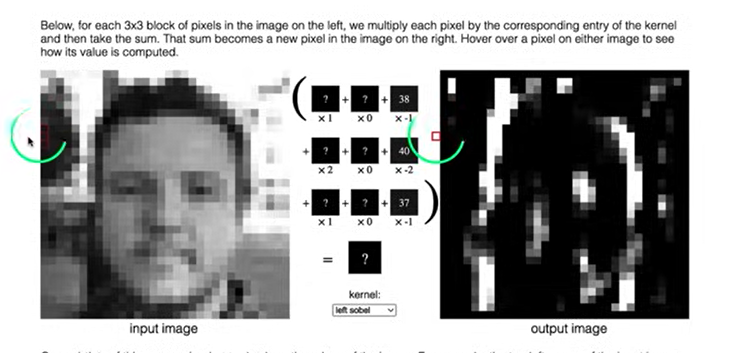 Below, for each 3x3 block of pixels in the image on the left, we multiply each pixel by the corresponding entry of the kernel
and then take the sum. That sum becomes a new pixel in the image on the right. Hover over a pixel on either image to see
how its value is computed.
( ? + ? + 38
x 1 x 0 x -1
+ ? + ? + 40
x 2 x 0 x -2
+ ? + ? + 37 )
x 1 x 0 x -1
= ?
kernel:
left sobel
input image
output image